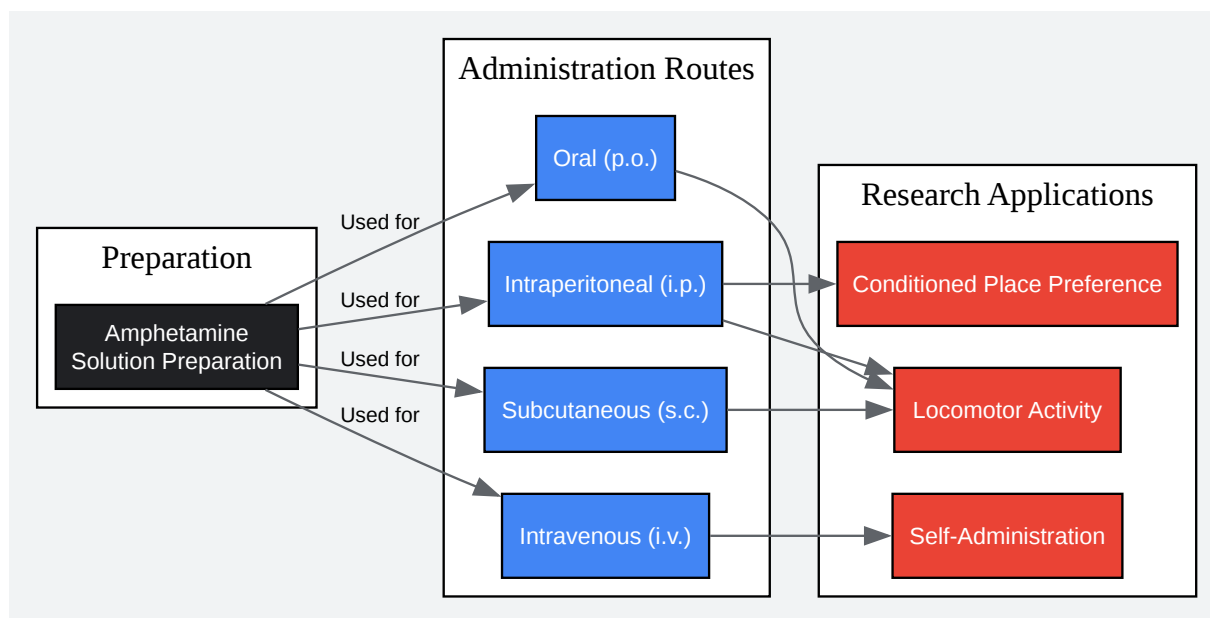 Preparation
Amphetamine
Solution Preparation
Used for
Used for
Used for
Used for
Administration Routes
Oral (p.o.)
Intraperitoneal (i.p.)
Subcutaneous (s.c.)
Intravenous (i.v.)
Research Applications
Conditioned Place Preference
Locomotor Activity
Self-Administration